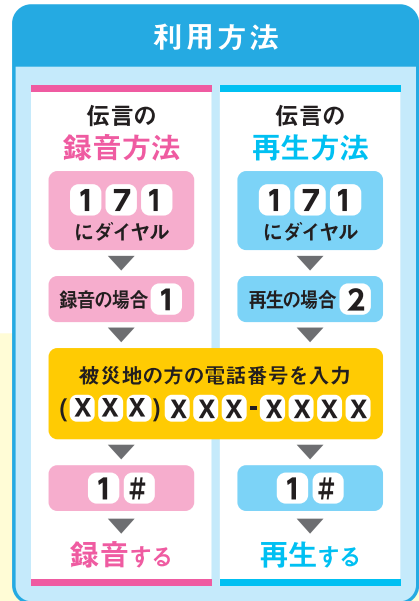 利用方法
伝言の
録音方法
171
にダイヤル
録音の場合1
伝言の
再生方法
171
にダイヤル
再生の場合2
被災地の方の電話番号を入力
(XXX)XXX-XXXX
1#
録音する
1#
再生する